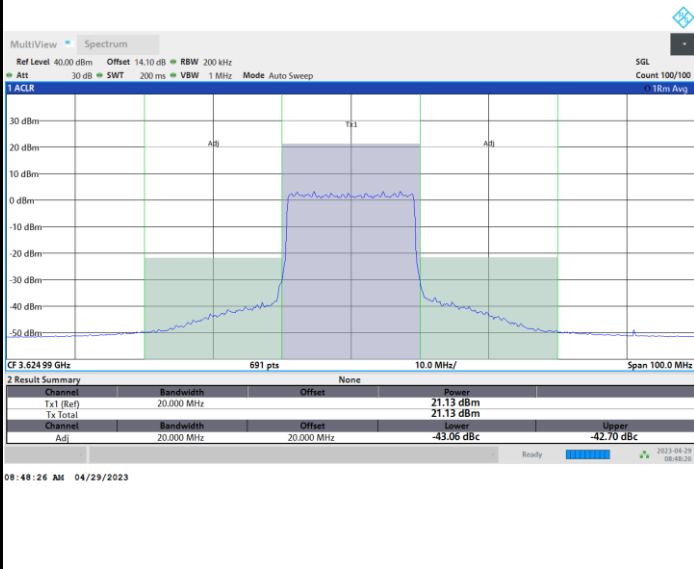 MultiView Spectrum
Ref Level 40.00 dBm Offset 14.10 dB RBW 200 kHz SGL
Att 30 dB SWT 200 ms VBW 1 MHz Mode Auto Sweep Count 100/100
1 ACLR 1Rm Avg
Tx1
30 dBm
Adj Adj
20 dBm
10 dBm
0 dBm
-10 dBm
-20 dBm
-30 dBm
-40 dBm
-50 dBm
CF 3.624 99 GHz 691 pts 10.0 MHz/ Span 100.0 MHz
2 Result Summary None
Channel Bandwidth Offset Power
Tx1 (Ref) 20.000 MHz 21.13 dBm
Tx Total 21.13 dBm
Channel Bandwidth Offset Lower Upper
Adj 20.000 MHz 20.000 MHz -43.06 dBc -42.70 dBc
Ready 2023-04-29
08:48:26
08:48:26 AM 04/29/2023